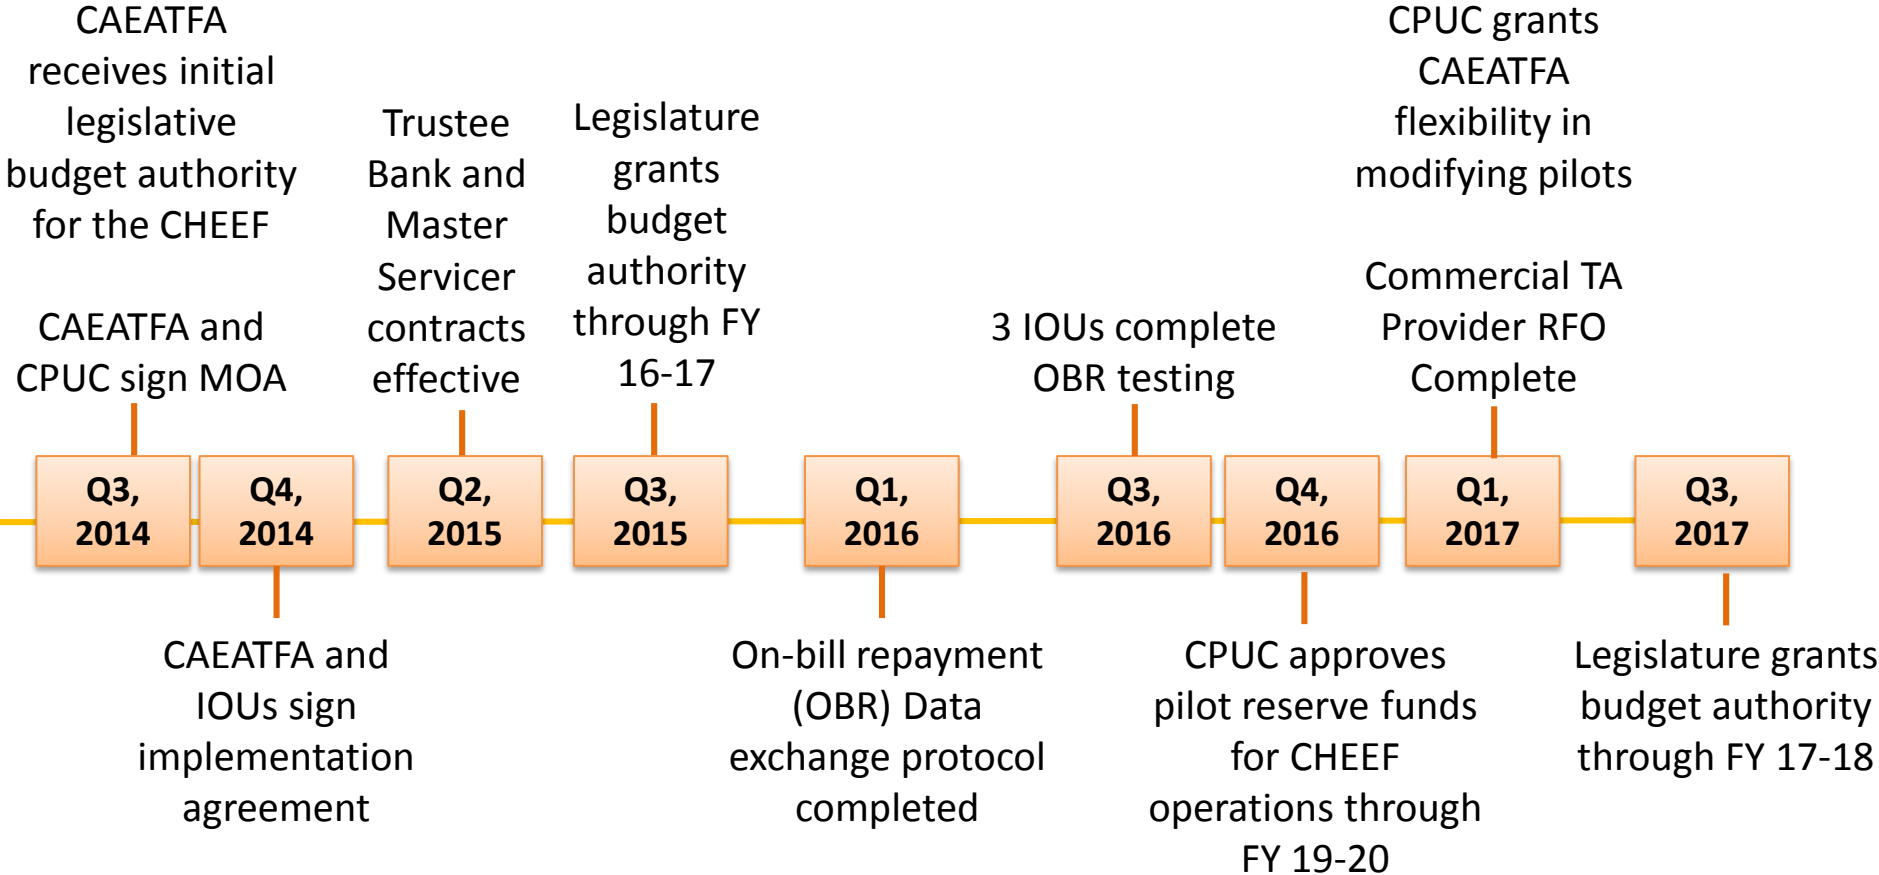 CAEATFA
receives initial
legislative
budget authority
for the CHEEF
CAEATFA and
CPUC sign MOA
Trustee
Bank and
Master
Servicer
contracts
effective
Legislature
grants
budget
authority
through FY
16-17
3 IOUs complete
OBR testing
CPUC grants
CAEATFA
flexibility in
modifying pilots
Commercial TA
Provider RFO
Complete
Q3,
2014
Q4,
2014
Q2,
2015
Q3,
2015
Q1,
2016
Q3,
2016
Q4,
2016
Q1,
2017
Q3,
2017
CAEATFA and
IOUs sign
implementation
agreement
On-bill repayment
(OBR) Data
exchange protocol
completed
CPUC approves
pilot reserve funds
for CHEEF
operations through
FY 19-20
Legislature grants
budget authority
through FY 17-18